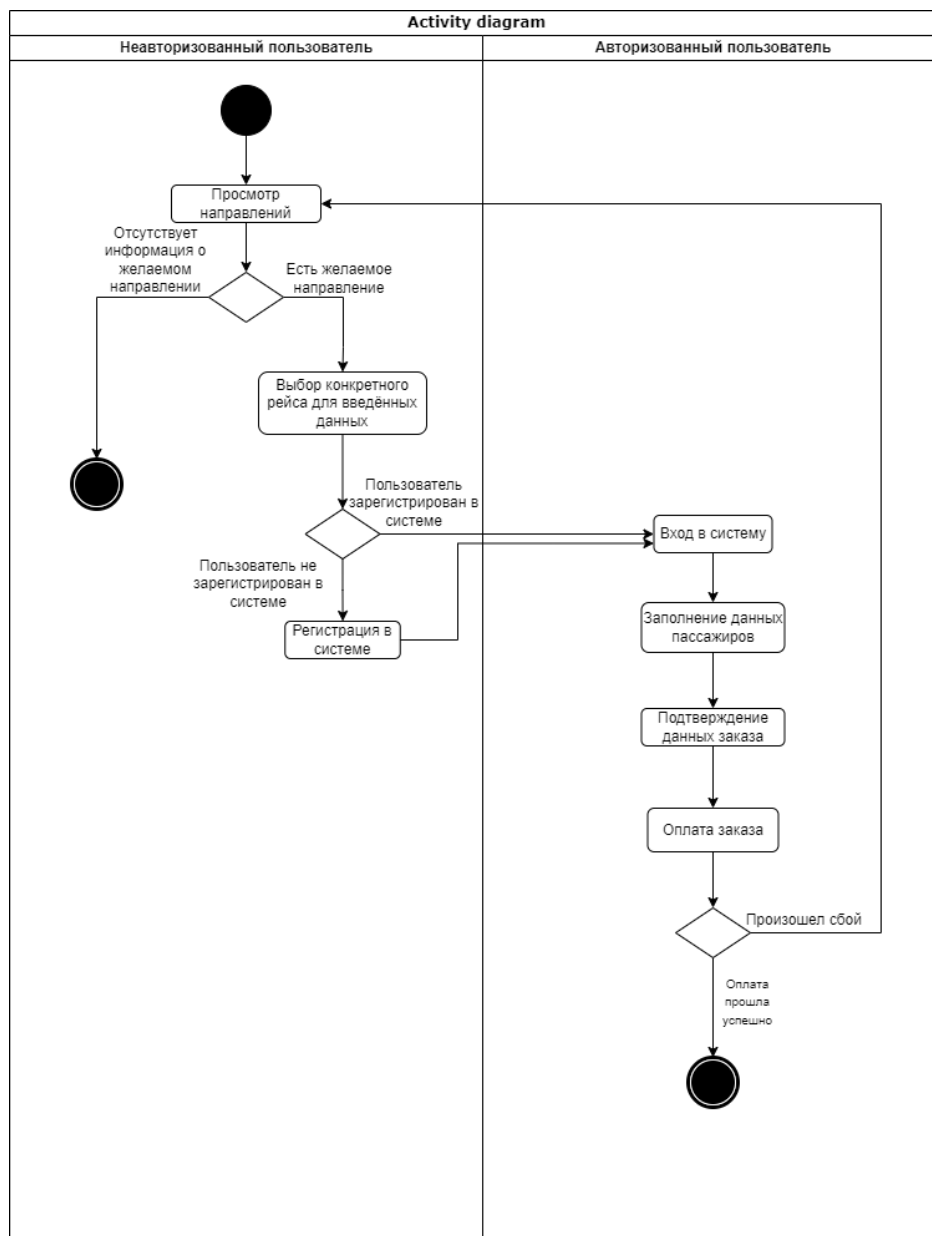 Activity diagram
Неавторизованный пользователь
Авторизованный пользователь
Просмотр
направлений
Отсутствует
информация о
желаемом
направлении
Есть желаемое
направление
Выбор конкретного
рейса для введённых
данных
Пользователь
зарегистрирован в
системе
Вход в систему
Пользователь не
зарегистрирован в
системе
Регистрация в
системе
Заполнение данных
пассажиров
Подтверждение
данных заказа
Оплата заказа
Произошел сбой
Оплата
прошла
успешно